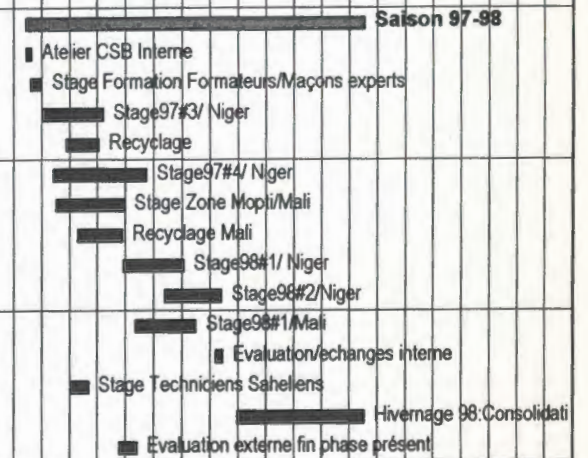 Saison 97-98
Atelier CSB Interne
Stage Formation Formateurs/Maçons experts
Stage97#3/ Niger
Recyclage
Stage97#4/ Niger
Stage Zone Mopti/Mali
Recyclage Mali
Stage98#1/ Niger
Stage98#2/Niger
Stage98#1/Mali
Evaluation/echanges interne
Stage Techniciens Saheliens
Hivernage 98:Consolidati
Evaluation externe fin phase présent